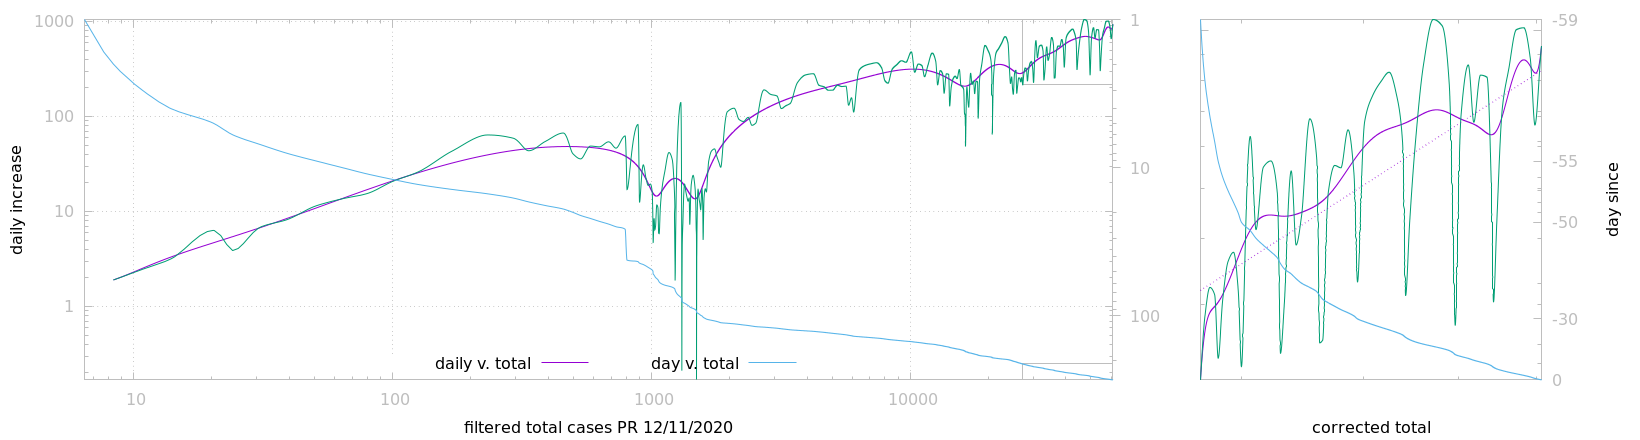 1000
100
10
1
daily increase
10
100
1000
10000
filtered total cases PR 12/11/2020
daily v. total
day v. total
1
10
100
-59
-55
-50
-30
0
day since
corrected total